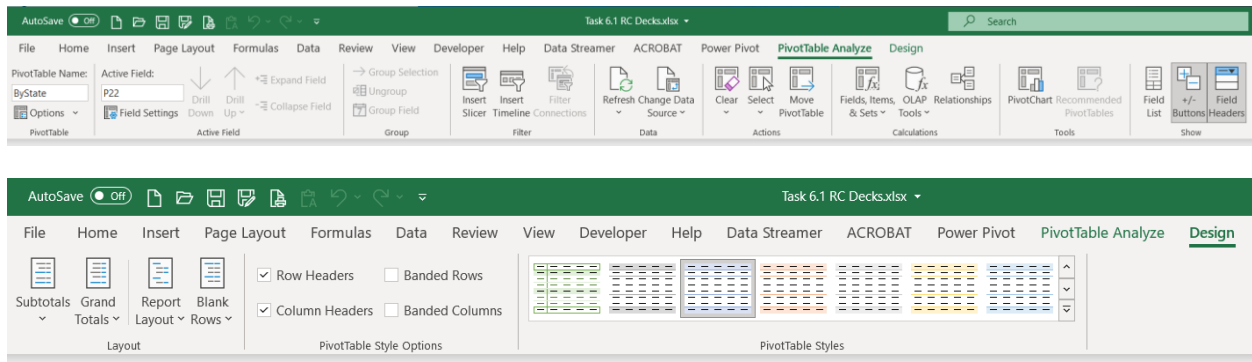 AutoSave Off Task 6.1 RC Decks.xlsx Search
File Home Insert Page Layout Formulas Data Review View Developer Help Data Streamer ACROBAT Power Pivot PivotTable Analyze Design
PivotTable Name:
ByState
Options
PivotTable
Active Field:
P22
Field Settings
Drill Down
Drill Up
Expand Field
Collapse Field
Active Field
Group Selection
Ungroup
Group Field
Group
Insert Slicer
Insert Timeline
Filter Connections
Filter
Refresh
Change Data Source
Data
Clear
Select
Move PivotTable
Actions
Fields, Items, & Sets
OLAP Tools
Relationships
Calculations
PivotChart
Recommended PivotTables
Tools
Field List
+/- Buttons
Field Headers
Show
AutoSave Off Task 6.1 RC Decks.xlsx
File Home Insert Page Layout Formulas Data Review View Developer Help Data Streamer ACROBAT Power Pivot PivotTable Analyze Design
Subtotals
Grand Totals
Report Layout
Blank Rows
Layout
Row Headers Banded Rows
Column Headers Banded Columns
PivotTable Style Options
PivotTable Styles